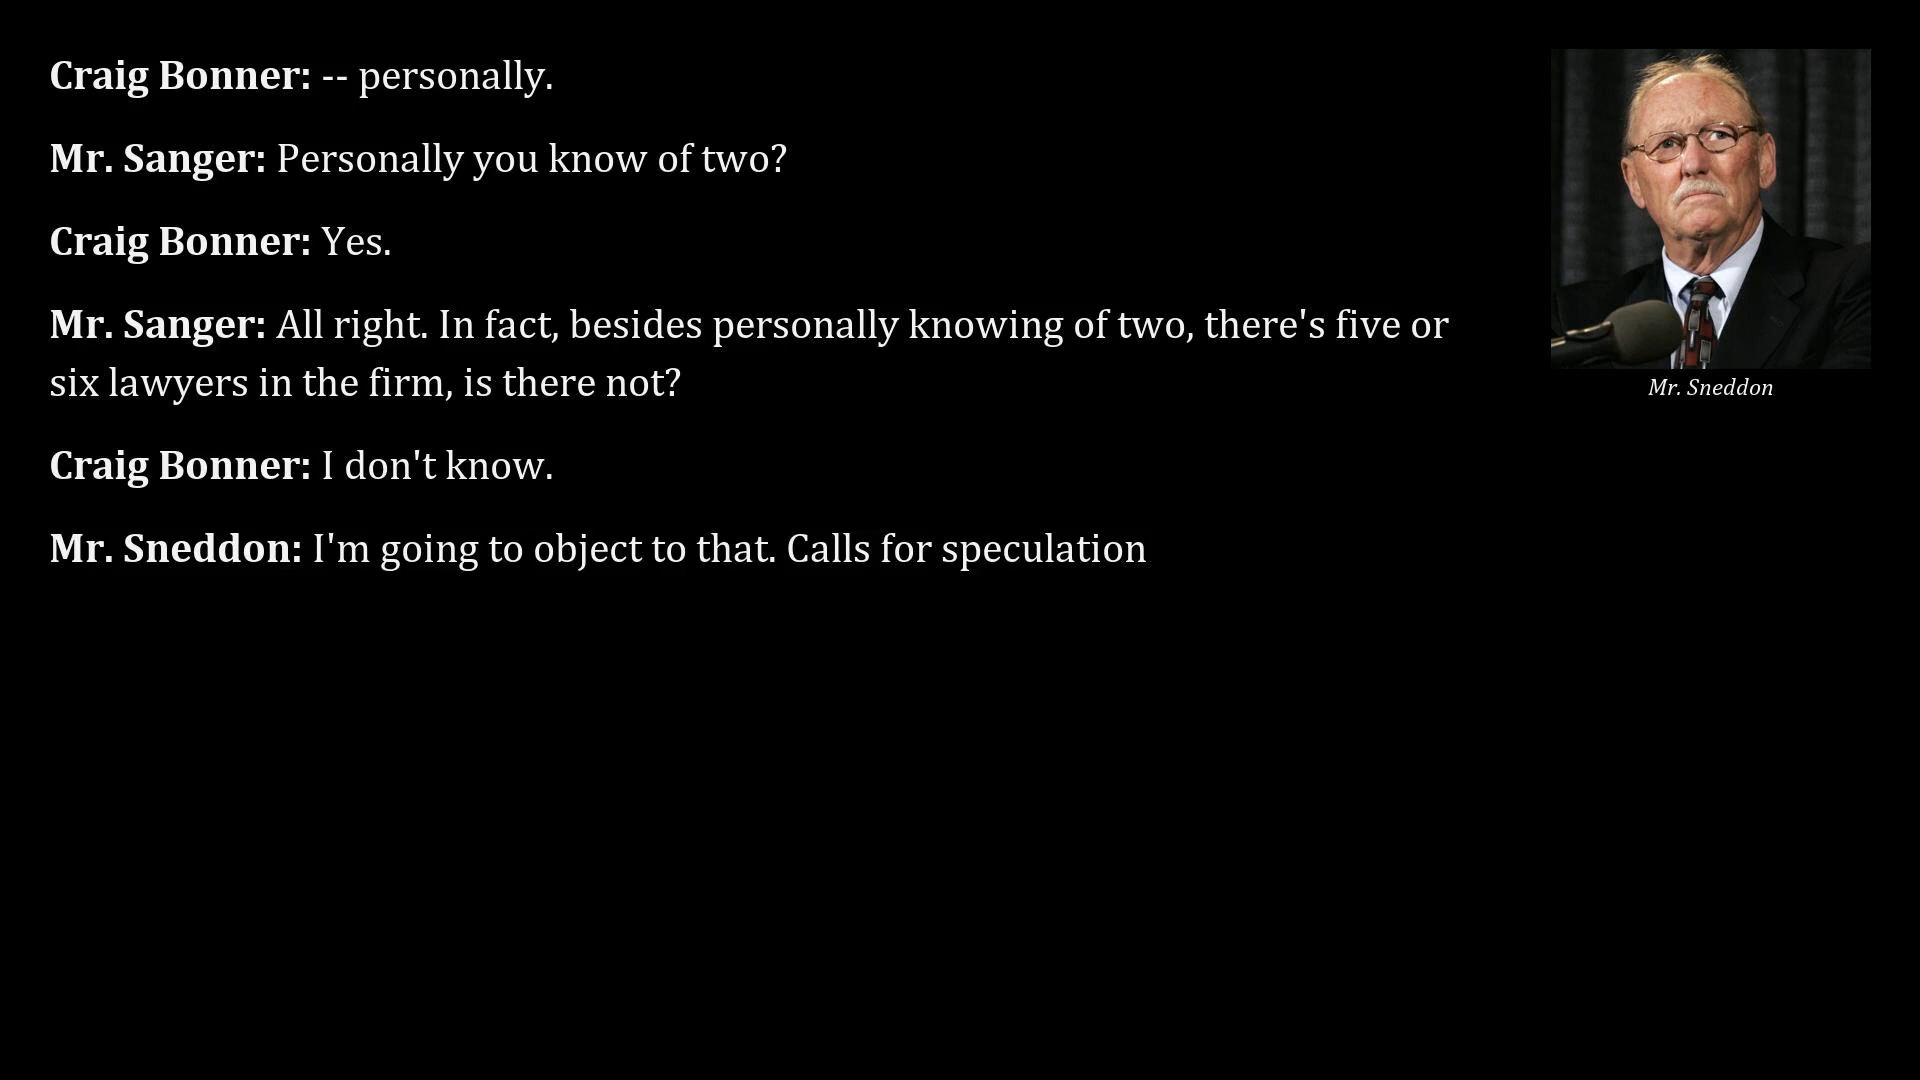 Craig Bonner: -- personally.
Mr. Sanger: Personally you know of two?
Craig Bonner: Yes.
Mr. Sanger: All right. In fact, besides personally knowing of two, there's five or
six lawyers in the firm, is there not?
Craig Bonner: I don't know.
Mr. Sneddon: I'm going to object to that. Calls for speculation
Mr. Sneddon